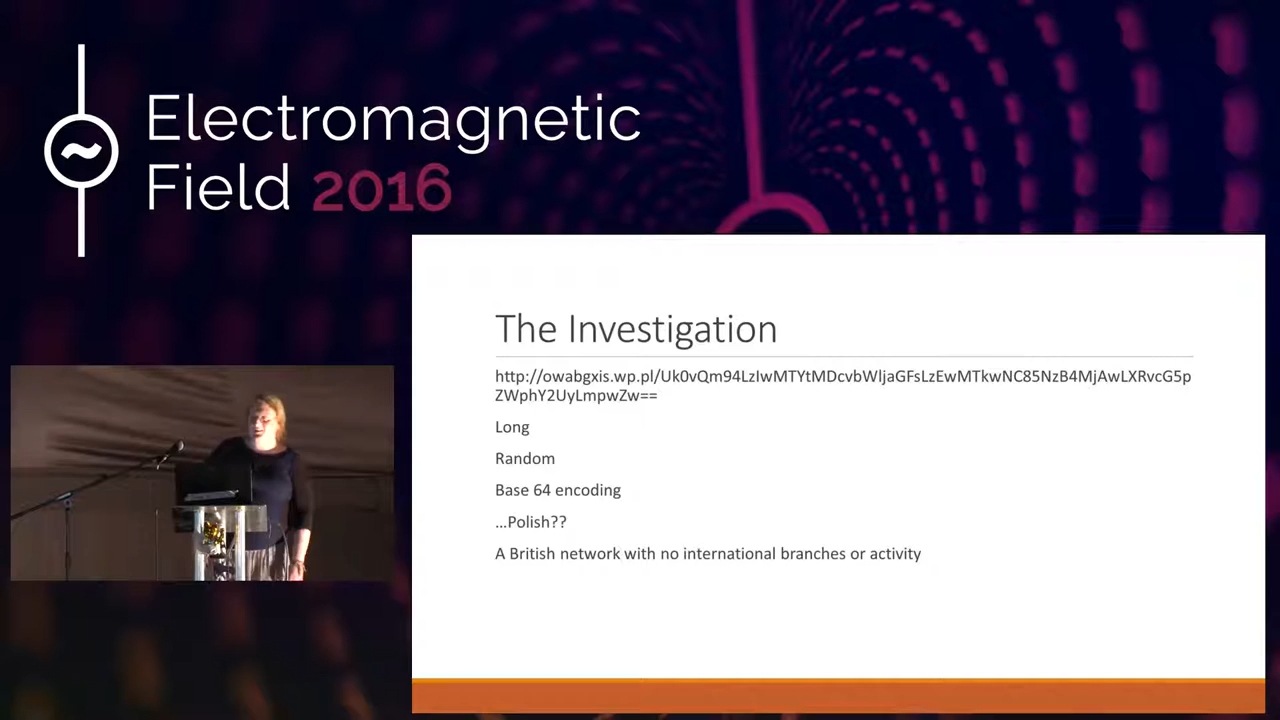 Electromagnetic
Field 2016
The Investigation
http://owabgxis.wp.pl/Uk0vQm94LzIwMTYtMDcvbWljaGFsLzEwMTkwNC85NzB4MjAwLXRvcG5p
ZWphY2UyLmpwZw==
Long
Random
Base 64 encoding
…Polish??
A British network with no international branches or activity